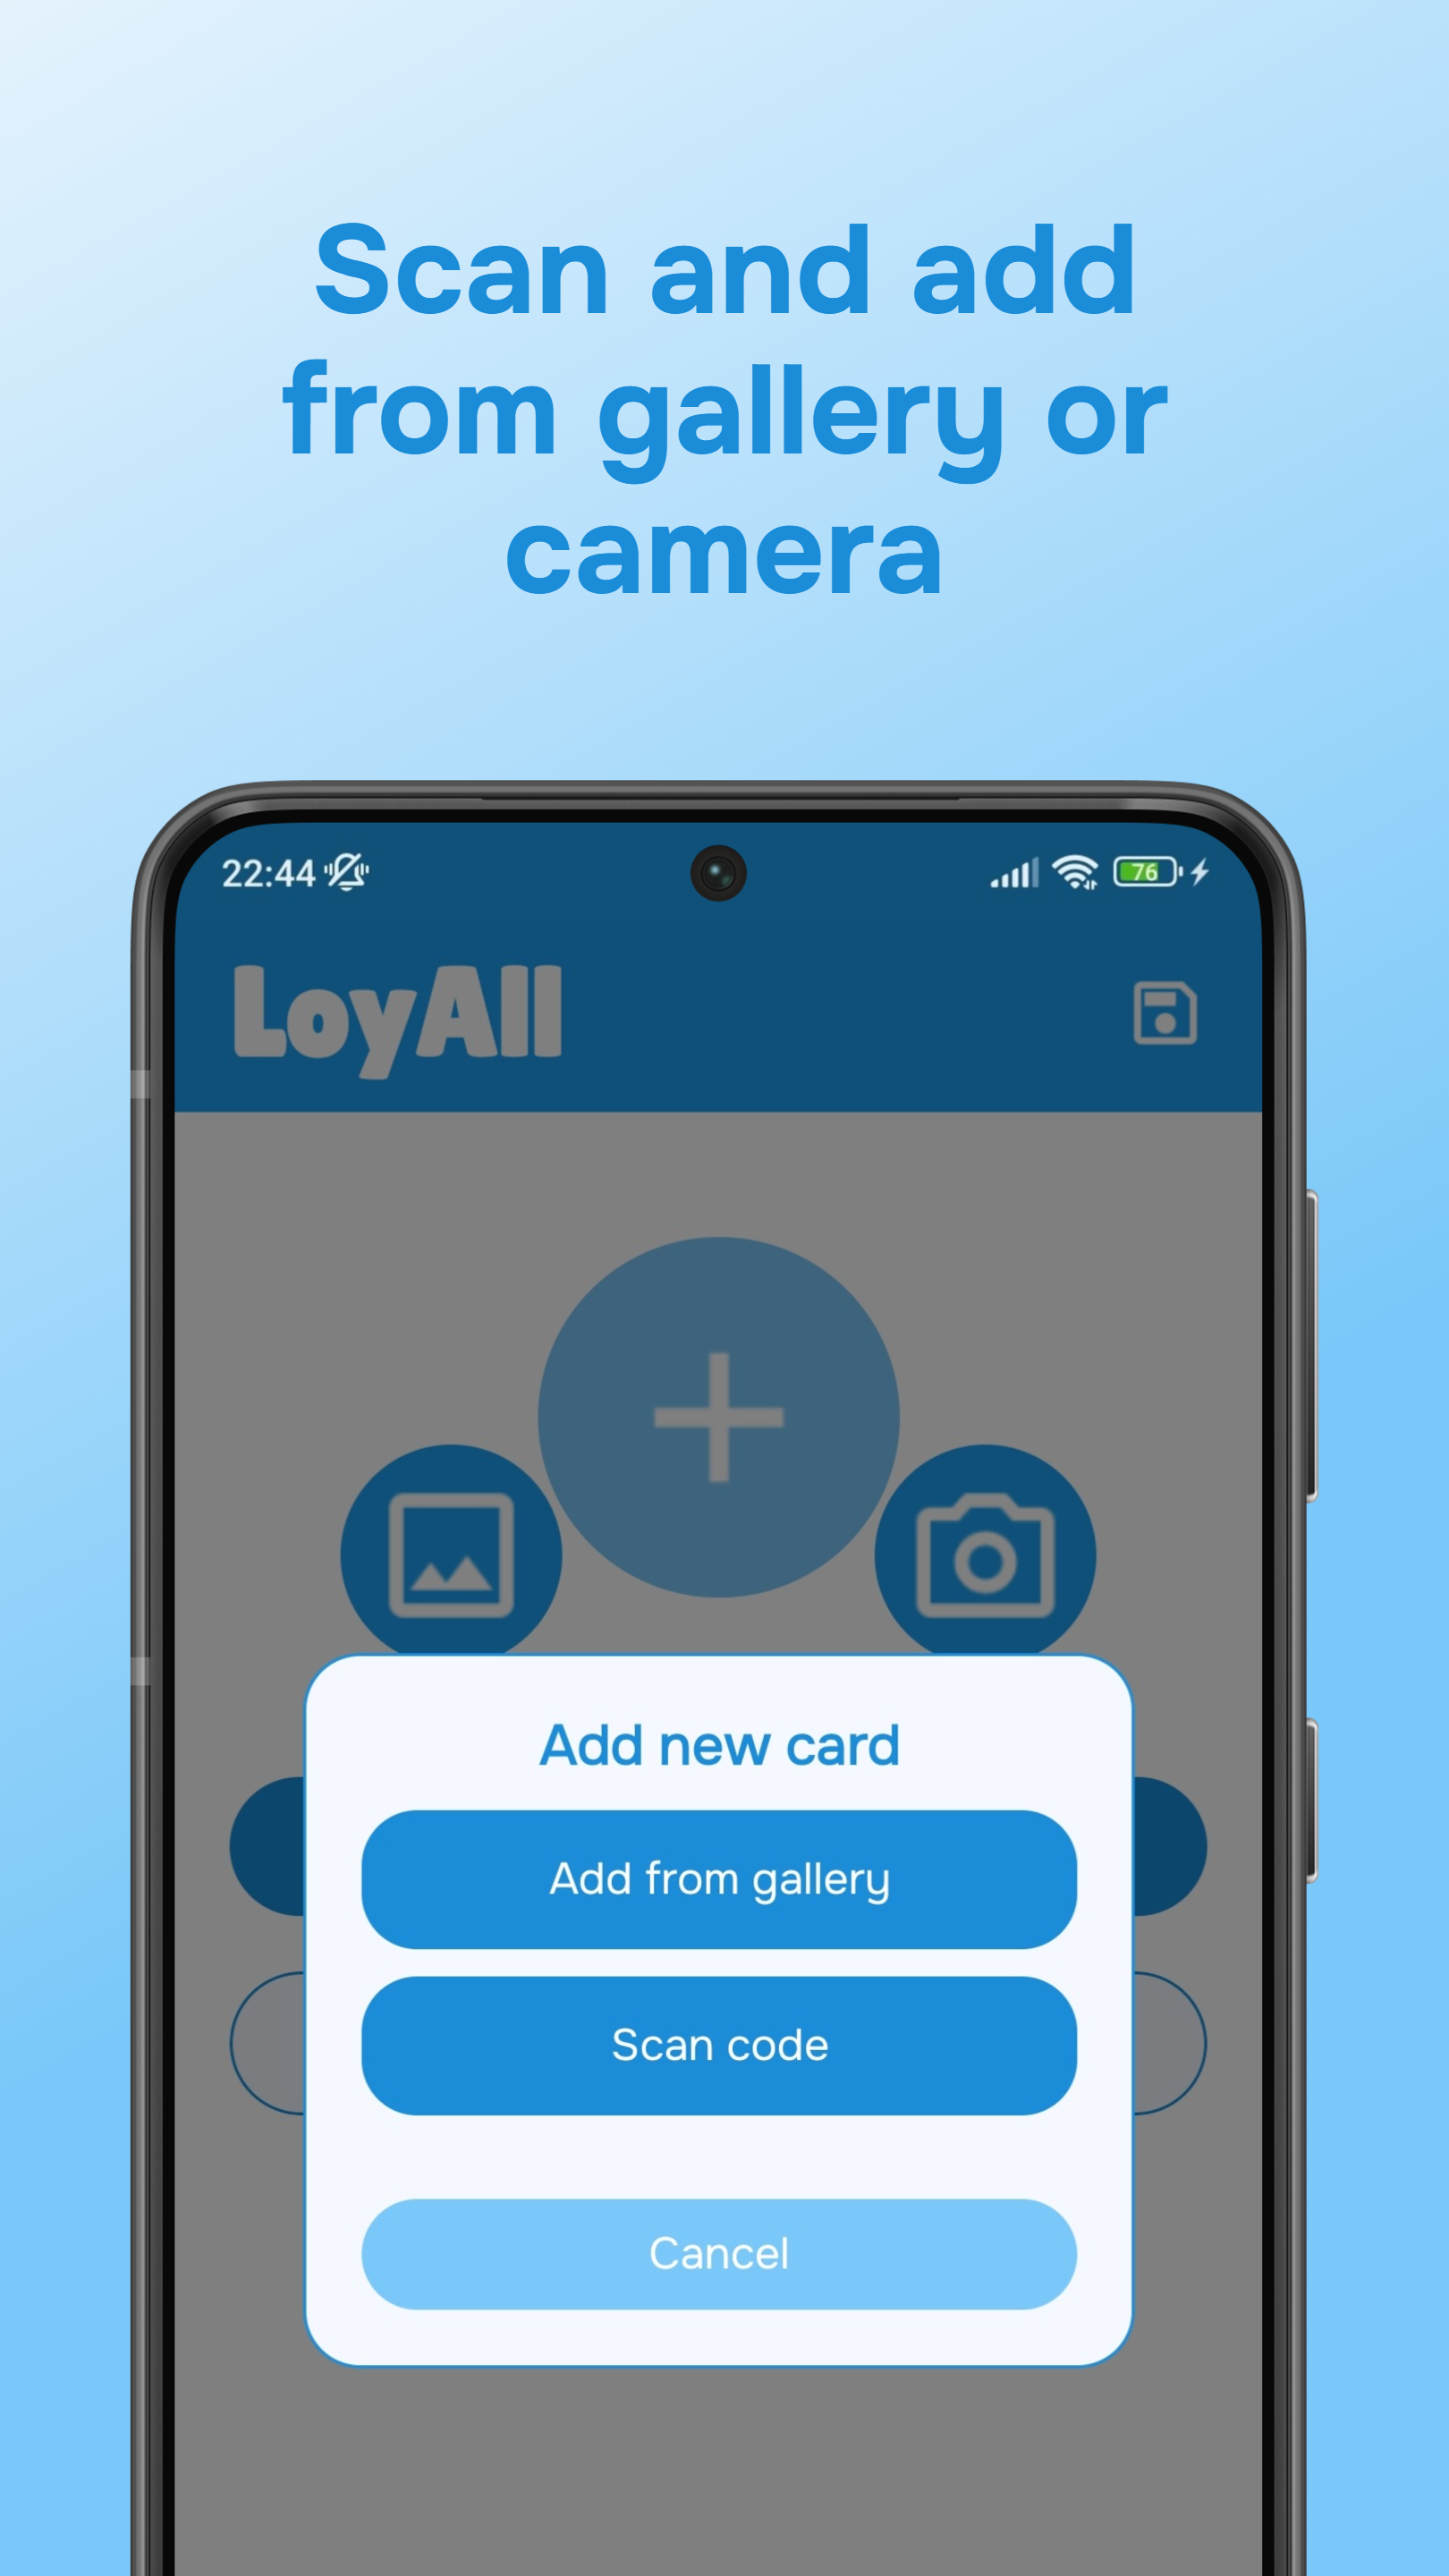 Scan and add
from gallery or
camera
22:44
76
LoyAll
Add new card
Add from gallery
Scan code
Cancel